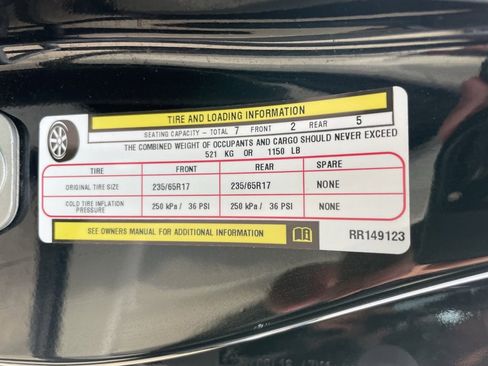 TIRE AND LOADING INFORMATION
SEATING CAPACITY - TOTAL 7 FRONT 2 REAR 5
THE COMBINED WEIGHT OF OCCUPANTS AND CARGO SHOULD NEVER EXCEED
521 KG OR 1150 LB
TIRE FRONT REAR SPARE
ORIGINAL TIRE SIZE 235/65R17 235/65R17 NONE
COLD TIRE INFLATION PRESSURE 250 kPa / 36 PSI 250 kPa / 36 PSI NONE
SEE OWNERS MANUAL FOR ADDITIONAL INFORMATION RR149123